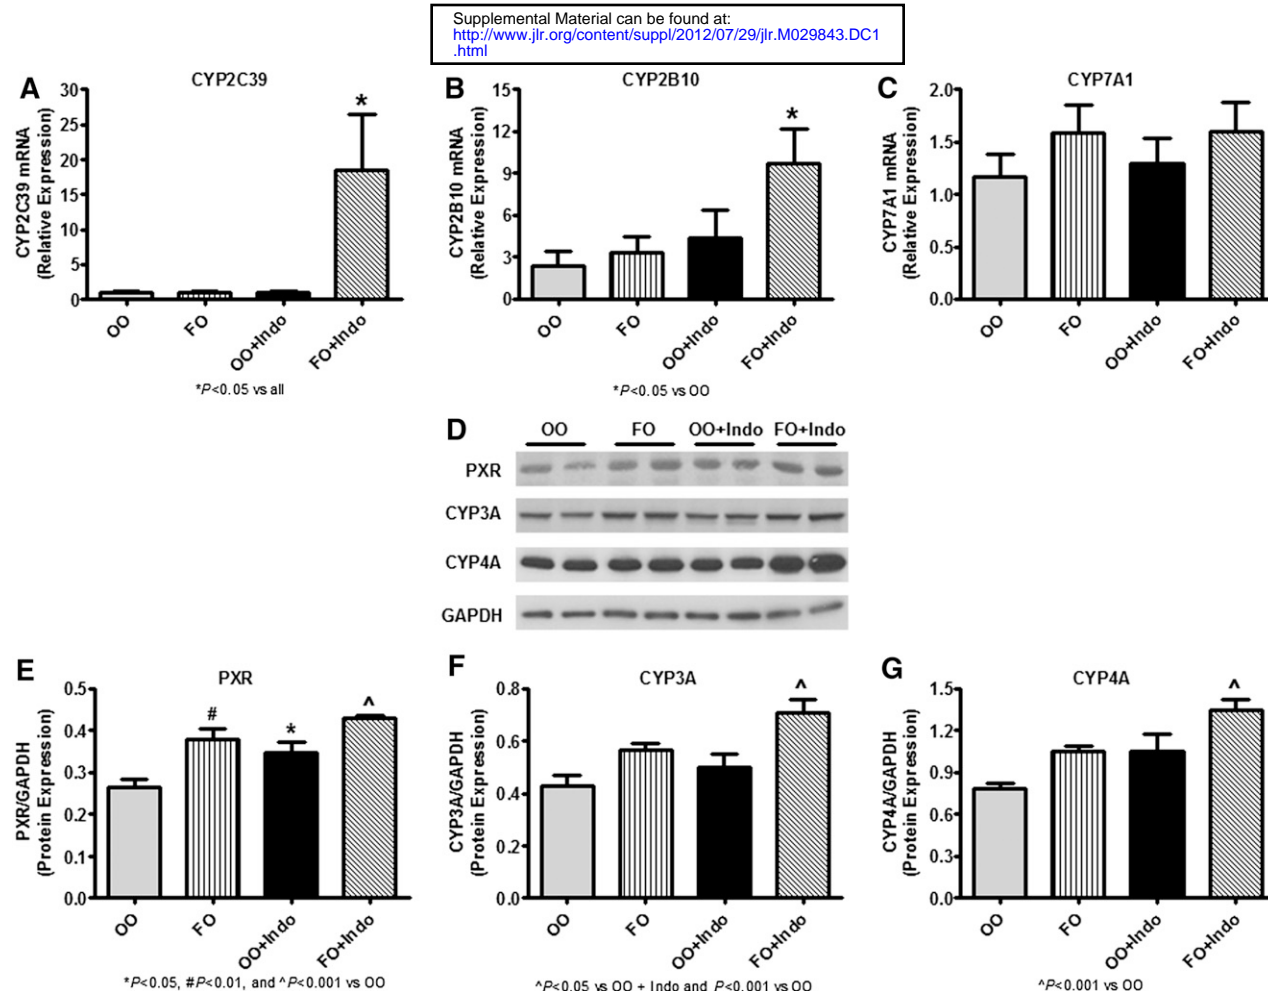 Supplemental Material can be found at:
http://www.jlr.org/content/suppl/2012/07/29/jlr.M029843.DC1
.html
A
CYP2C39
CYP2C39 mRNA
(Relative Expression)
30
25
20
15
10
5
0
*
OO
FO
OO+Indo
FO+Indo
*P<0.05 vs all
B
CYP2B10
CYP2B10 mRNA
(Relative Expression)
15
12
9
6
3
0
*
OO
FO
OO+Indo
FO+Indo
*P<0.05 vs OO
C
CYP7A1
CYP7A1 mRNA
(Relative Expression)
2.0
1.5
1.0
0.5
0.0
OO
FO
OO+Indo
FO+Indo
D
OO FO OO+Indo FO+Indo
PXR
CYP3A
CYP4A
GAPDH
E
PXR
PXR/GAPDH
(Protein Expression)
0.5
0.4
0.3
0.2
0.1
0.0
# * ^
OO
FO
OO+Indo
FO+Indo
*P<0.05, #P<0.01, and ^P<0.001 vs OO
F
CYP3A
CYP3A/GAPDH
(Protein Expression)
0.8
0.6
0.4
0.2
0.0
^
OO
FO
OO+Indo
FO+Indo
^P<0.05 vs OO + Indo and P<0.001 vs OO
G
CYP4A
CYP4A/GAPDH
(Protein Expression)
1.5
1.2
0.9
0.6
0.3
0.0
^
OO
FO
OO+Indo
FO+Indo
^P<0.001 vs OO